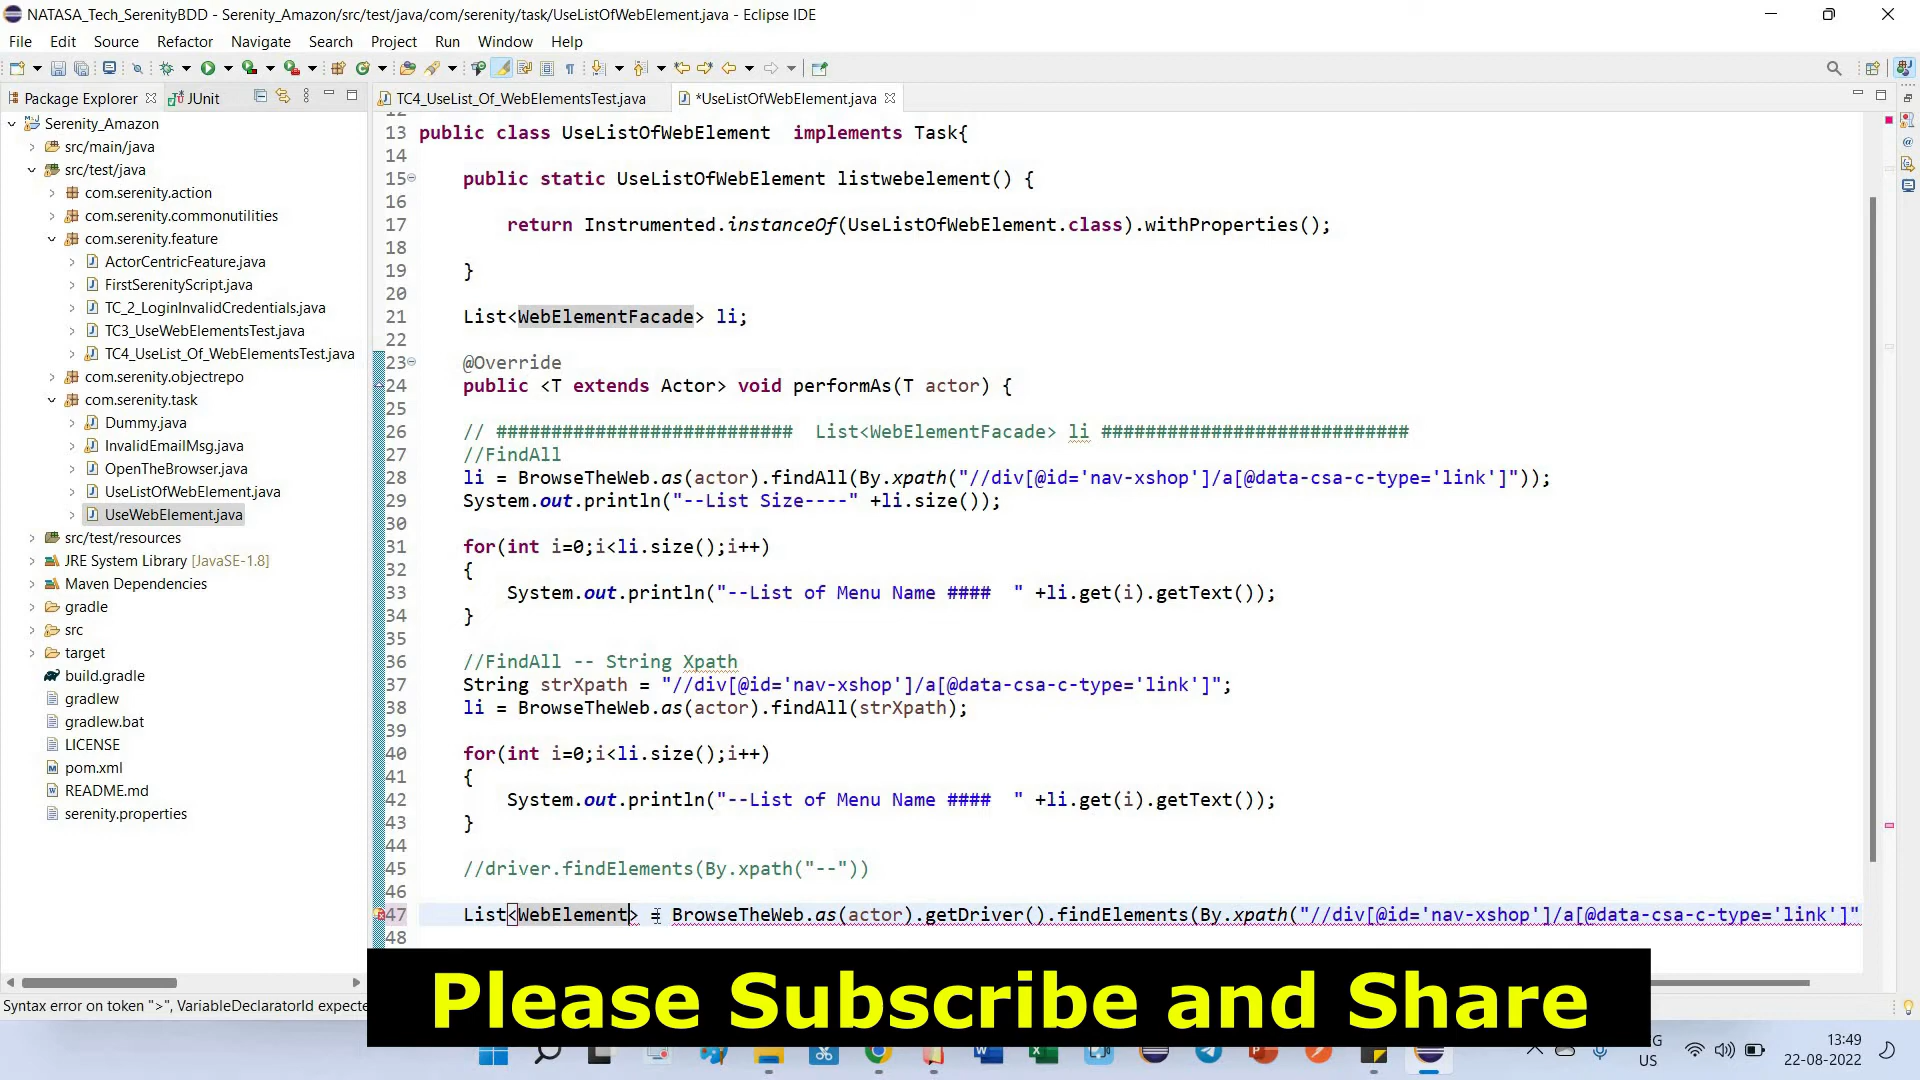 NATASA_Tech_SerenityBDD - Serenity_Amazon/src/test/java/com/serenity/task/UseListOfWebElement.java - Eclipse IDE
File Edit Source Refactor Navigate Search Project Run Window Help
Package Explorer JUnit
TC4_UseList_Of_WebElementsTest.java *UseListOfWebElement.java
Serenity_Amazon
src/main/java
src/test/java
com.serenity.action
com.serenity.commonutilities
com.serenity.feature
ActorCentricFeature.java
FirstSerenityScript.java
TC_2_LoginInvalidCredentials.java
TC3_UseWebElementsTest.java
TC4_UseList_Of_WebElementsTest.java
com.serenity.objectrepo
com.serenity.task
Dummy.java
InvalidEmailMsg.java
OpenTheBrowser.java
UseListOfWebElement.java
UseWebElement.java
src/test/resources
JRE System Library [JavaSE-1.8]
Maven Dependencies
gradle
src
target
build.gradle
gradlew
gradlew.bat
LICENSE
pom.xml
README.md
serenity.properties
13 public class UseListOfWebElement  implements Task{
14
15 public static UseListOfWebElement listwebelement() {
16
17 return Instrumented.instanceOf(UseListOfWebElement.class).withProperties();
18
19 }
20
21 List<WebElementFacade> li;
22
23 @Override
24 public <T extends Actor> void performAs(T actor) {
25
26 // ###########################  List<WebElementFacade> li ############################
27 //FindAll
28 li = BrowseTheWeb.as(actor).findAll(By.xpath("//div[@id='nav-xshop']/a[@data-csa-c-type='link']"));
29 System.out.println("--List Size----" +li.size());
30
31 for(int i=0;i<li.size();i++)
32 {
33 System.out.println("--List of Menu Name ####  " +li.get(i).getText());
34 }
35
36 //FindAll -- String Xpath
37 String strXpath = "//div[@id='nav-xshop']/a[@data-csa-c-type='link']";
38 li = BrowseTheWeb.as(actor).findAll(strXpath);
39
40 for(int i=0;i<li.size();i++)
41 {
42 System.out.println("--List of Menu Name ####  " +li.get(i).getText());
43 }
44
45 //driver.findElements(By.xpath("--"))
46
47 List<WebElement> = BrowseTheWeb.as(actor).getDriver().findElements(By.xpath("//div[@id='nav-xshop']/a[@data-csa-c-type='link']"
48
Syntax error on token ">", VariableDeclaratorId expecte
Please Subscribe and Share
US
13:49
22-08-2022